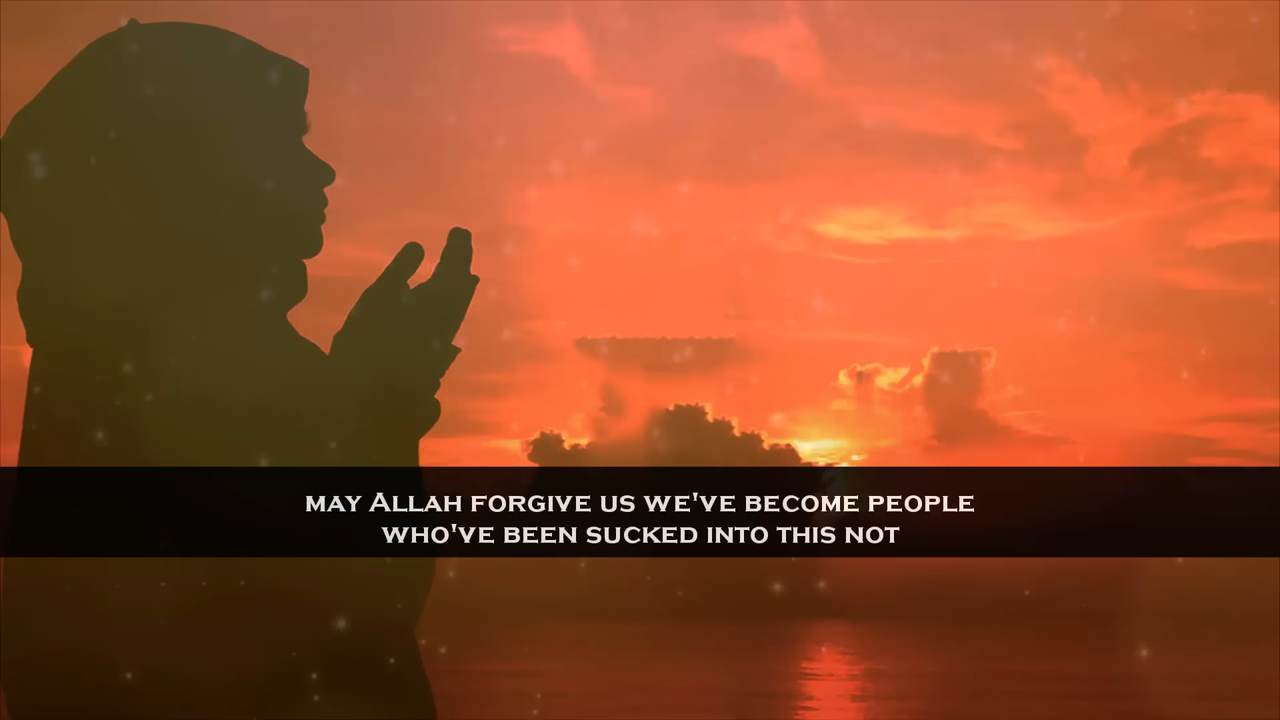 MAY ALLAH FORGIVE US WE'VE BECOME PEOPLE
WHO'VE BEEN SUCKED INTO THIS NOT